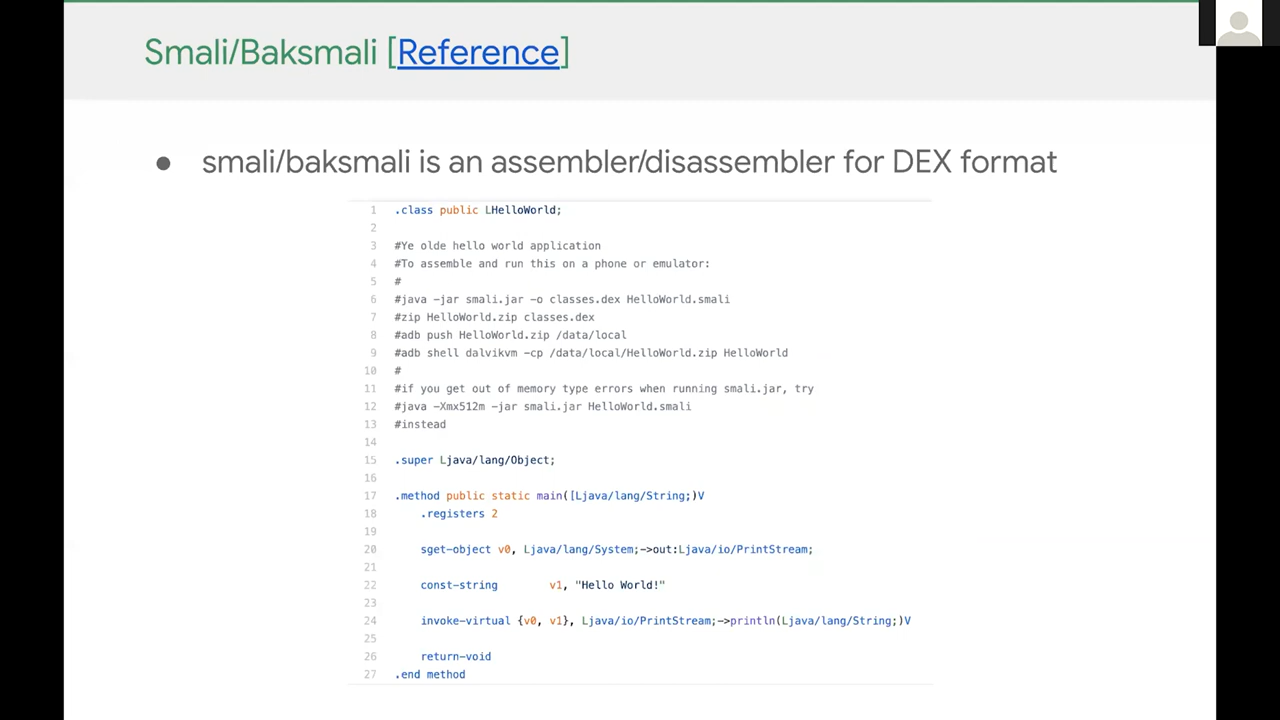 Smali/Baksmali [Reference]
● smali/baksmali is an assembler/disassembler for DEX format
1 .class public LHelloWorld;
2
3 #Ye olde hello world application
4 #To assemble and run this on a phone or emulator:
5 #
6 #java -jar smali.jar -o classes.dex HelloWorld.smali
7 #zip HelloWorld.zip classes.dex
8 #adb push HelloWorld.zip /data/local
9 #adb shell dalvikvm -cp /data/local/HelloWorld.zip HelloWorld
10 #
11 #if you get out of memory type errors when running smali.jar, try
12 #java -Xmx512m -jar smali.jar HelloWorld.smali
13 #instead
14
15 .super Ljava/lang/Object;
16
17 .method public static main([Ljava/lang/String;)V
18 .registers 2
19
20 sget-object v0, Ljava/lang/System;->out:Ljava/io/PrintStream;
21
22 const-string v1, "Hello World!"
23
24 invoke-virtual {v0, v1}, Ljava/io/PrintStream;->println(Ljava/lang/String;)V
25
26 return-void
27 .end method